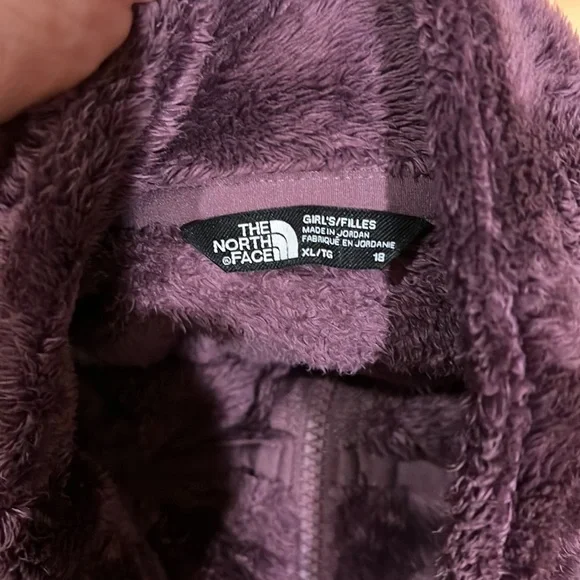 THE
NORTH
FACE
GIRL'S/FILLES
MADE IN JORDAN
FABRIQUÉ EN JORDANIE
XL/TG 18